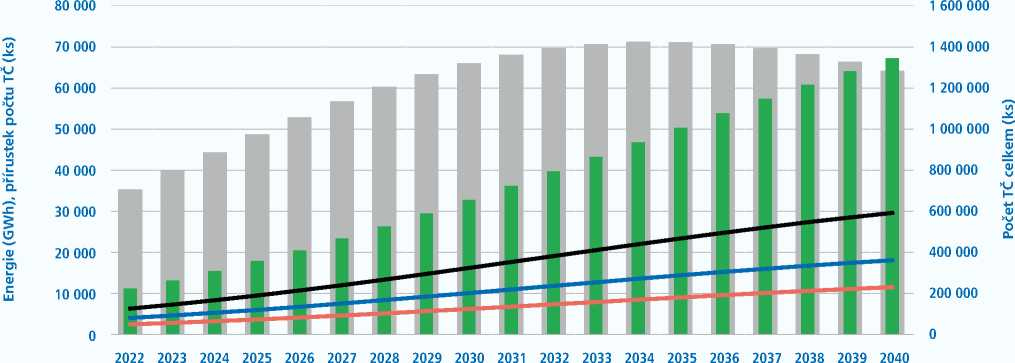 80 000
70 000
60 000
50 000
40 000
30 000
20 000
10 000
0
Energie (GWh), přírustek počtu TČ (ks)
1 600 000
1 400 000
1 200 000
1 000 000
800 000
600 000
400 000
200 000
0
Počet TČ celkem (ks)
2022 2023 2024 2025 2026 2027 2028 2029 2030 2031 2032 2033 2034 2035 2036 2037 2038 2039 2040